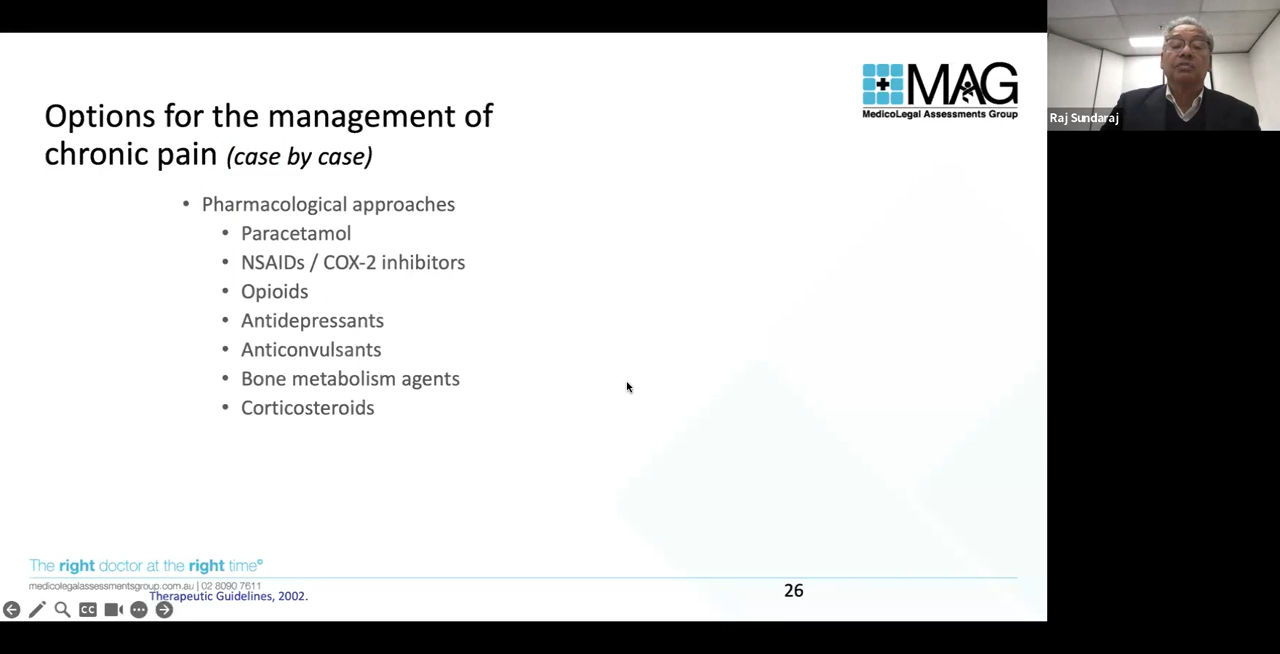 MAG
MedicoLegal Assessments Group
Raj Sundaraj
Options for the management of
chronic pain (case by case)
• Pharmacological approaches
• Paracetamol
• NSAIDs / COX-2 inhibitors
• Opioids
• Antidepressants
• Anticonvulsants
• Bone metabolism agents
• Corticosteroids
The right doctor at the right time©
medicolegalassessmentsgroup.com.au | 02 8090 7611
Therapeutic Guidelines, 2002.
26
CC